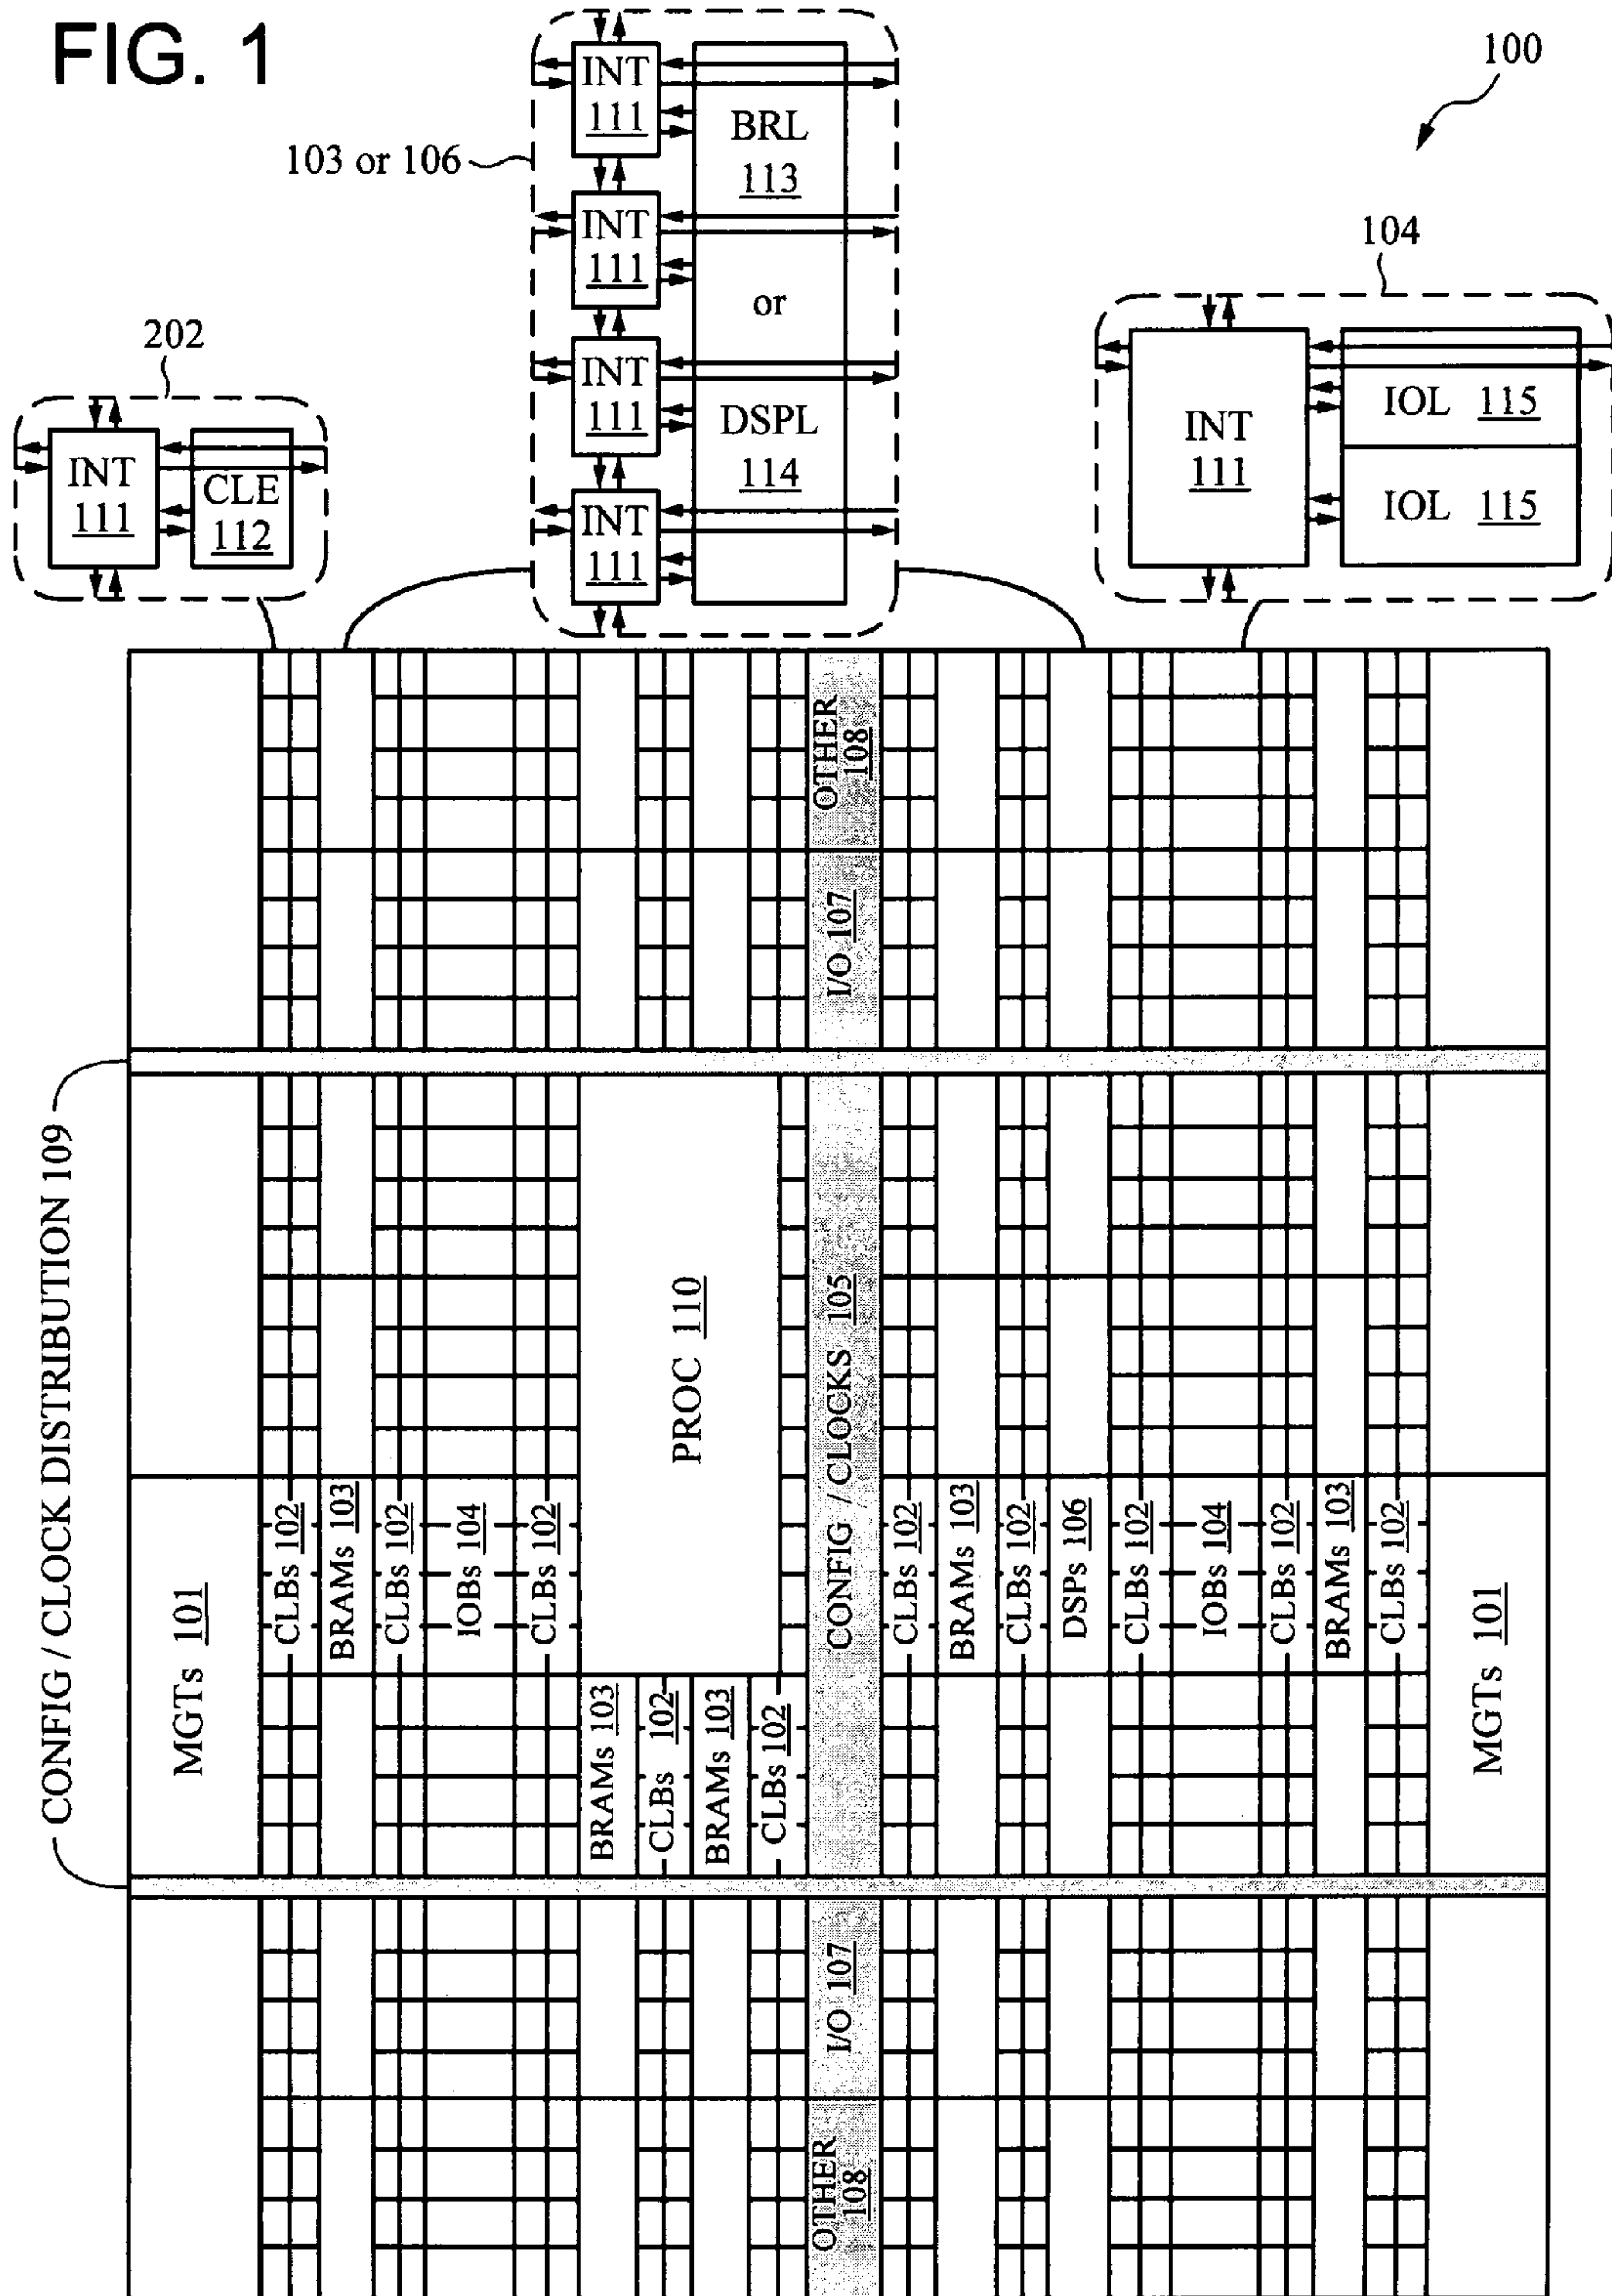 FIG. 1
100
103 or 106
INT
111
INT
111
INT
111
INT
111
BRL
113
or
DSPL
114
104
INT
111
IOL 115
IOL 115
202
INT
111
CLE
112
OTHER
108
I/O 107
CONFIG / CLOCK DISTRIBUTION 109
PROC 110
CONFIG / CLOCKS 105
MGTs 101
CLBs 102
BRAMs 103
CLBs 102
IOBs 104
CLBs 102
BRAMs 103
CLBs 102
BRAMs 103
CLBs 102
CLBs 102
BRAMs 103
CLBs 102
DSPs 106
CLBs 102
IOBs 104
CLBs 102
BRAMs 103
CLBs 102
MGTs 101
I/O 107
OTHER
108